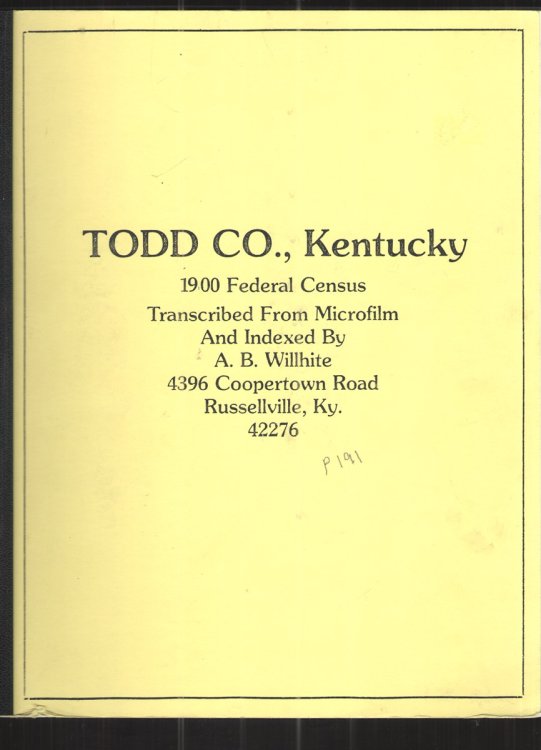 TODD CO., Kentucky
1900 Federal Census
Transcribed From Microfilm
And Indexed By
A. B. Willhite
4396 Coopertown Road
Russellville, Ky.
42276
p 191